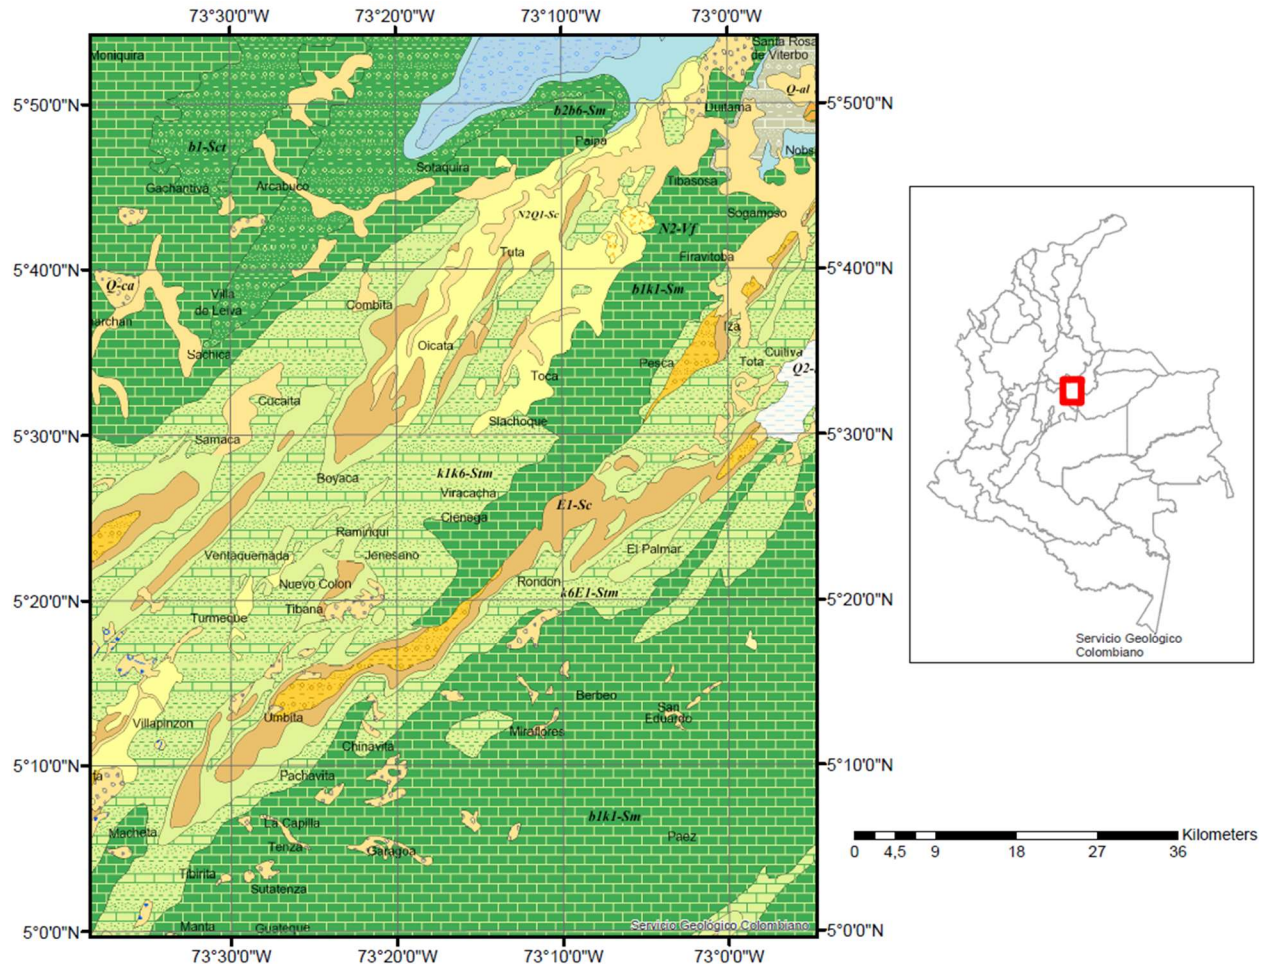 73°30'0"W
73°20'0"W
73°10'0"W
73°0'0"W
Moniquira
Santa Rosa
de Viterbo
5°50'0"N
b2b6-Sm
Duitama
Q-al
5°50'0"N
b1-Sct
Paipa
Nobs
Sotaquira
Gachantiva
Arcabuco
Tibasosa
N2Q1-Sc
Sogamoso
N2-Vf
Tuta
Firavitoba
5°40'0"N
5°40'0"N
Q-ca
Villa
de Leiva
b1k1-Sm
Combita
archan
Iza
Sachica
Oicata
Pesca
Tota
Cuitiva
Toca
Q2-
Cucaita
Siachoque
Samaca
5°30'0"N
5°30'0"N
Boyaca
k1k6-Stm
Viracacha
Cienega
E1-Sc
Ramiriqui
Ventaquemada
Jenesano
El Palmar
Nuevo Colon
Rondon
k6E1-Stm
5°20'0"N
5°20'0"N
Tibana
Turmeque
Berbeo
San
Eduardo
Villapinzon
Umbita
Miraflores
Chinavita
5°10'0"N
5°10'0"N
ta
Pachavita
b1k1-Sm
Macheta
La Capilla
Paez
Tenza
Garagoa
Tibirita
Sutatenza
Manta
Guateque
Servicio Geológico Colombiano
5°0'0"N
5°0'0"N
73°30'0"W
73°20'0"W
73°10'0"W
73°0'0"W
Servicio Geológico
Colombiano
Kilometers
0 4,5 9 18 27 36